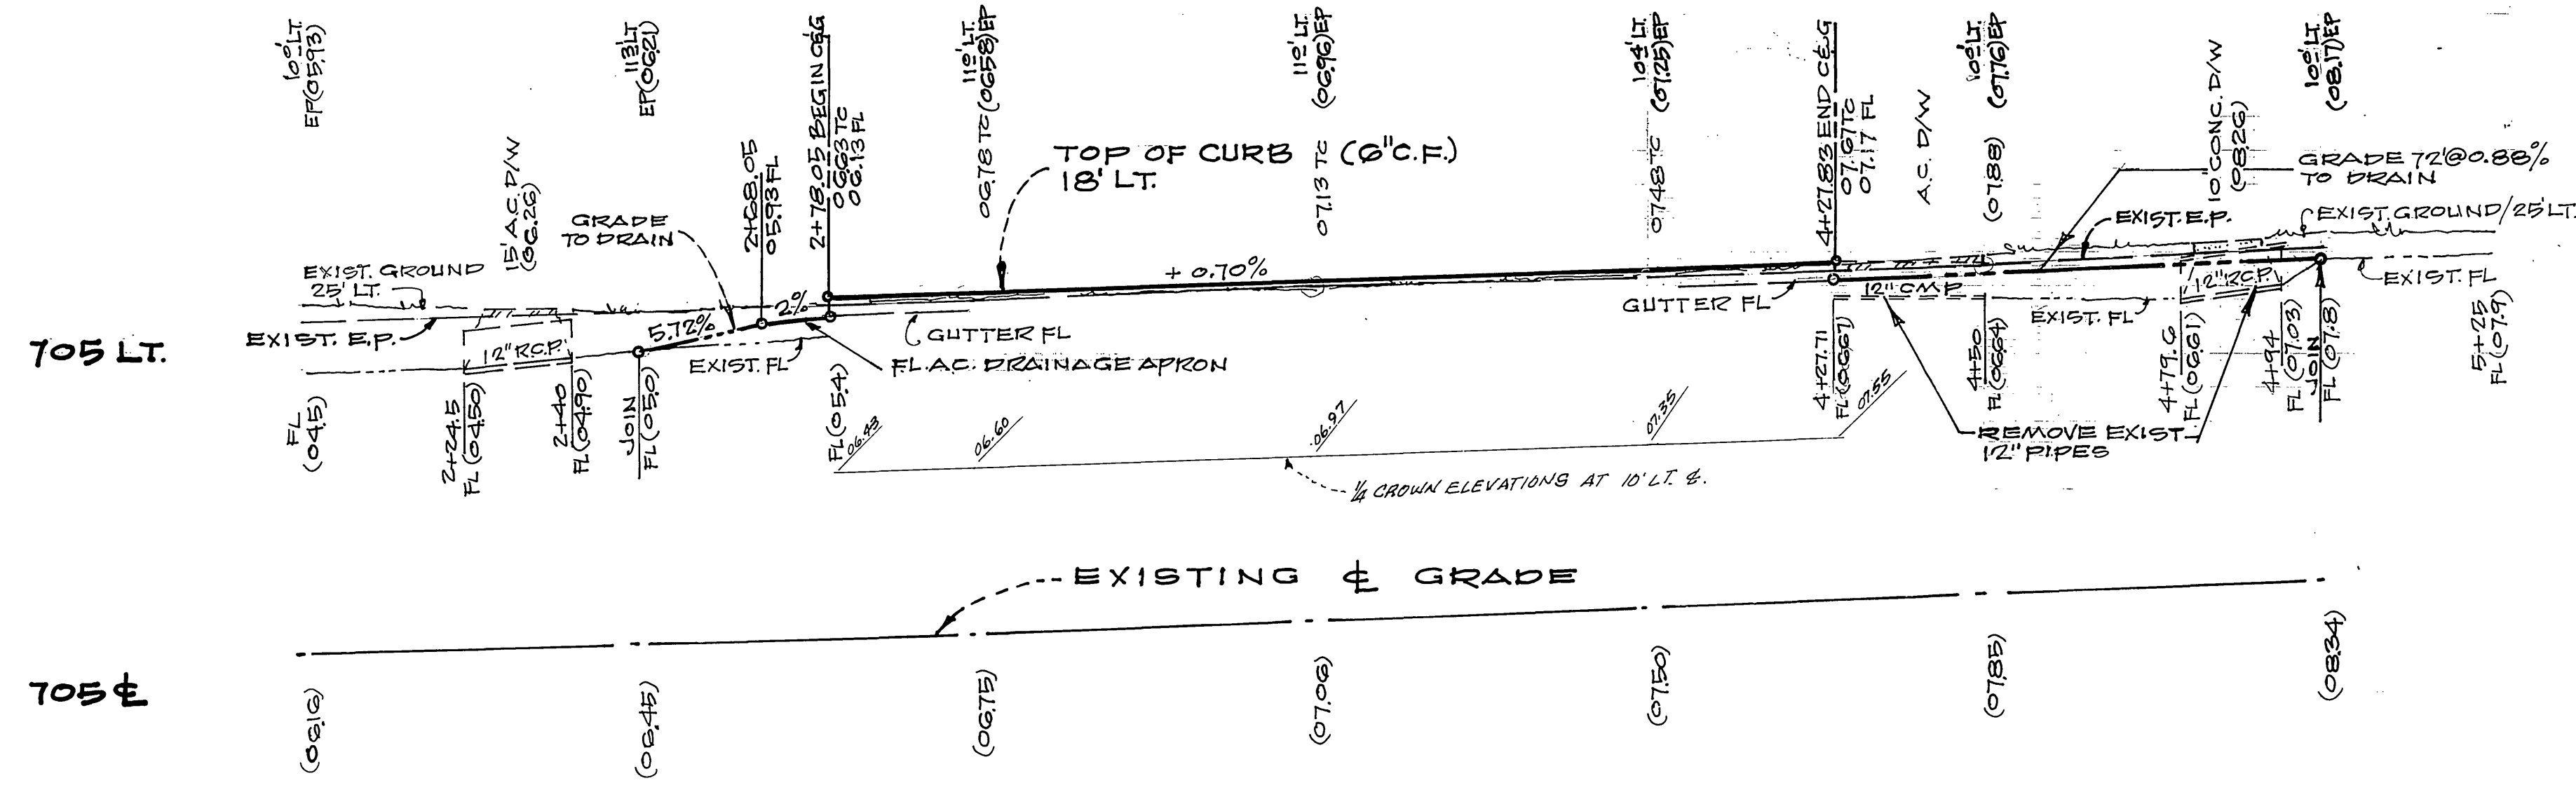 10⁰' LT.
EP(05.93)
11³' LT
EP(06.21)
2+78.05 BEGIN C&G
06.63 TC
06.13 FL
11⁰' LT.
06.78 TC (06.58) EP
11⁰' LT.
07.13 TC (06.96) EP
10⁴' LT.
07.48 TC (07.25) EP
4+27.83 END C&G
07.67 TC
07.17 FL
A.C. D/W
10⁰' LT.
(07.88) (07.76) EP
10' CONC. D/W
(08.26)
10⁰' LT.
(08.17) EP
15' A.C. D/W
(06.26)
2+68.05
05.93 FL
TOP OF CURB (6"C.F.)
18' LT.
GRADE 72'@0.88%
TO DRAIN
GRADE
TO DRAIN
EXIST. E.P.
EXIST. GROUND/25' LT.
EXIST. GROUND
25' LT.
+ 0.70%
2%
5.72%
EXIST. E.P.
12" R.C.P.
EXIST. FL
GUTTER FL
FL. A.C. DRAINAGE APRON
GUTTER FL
12" C.M.P.
EXIST. FL
12" R.C.P.
EXIST. FL
705 LT.
FL
(04.5)
2+24.5
FL (04.50)
2+40
FL (04.90)
JOIN
FL (05.0)
FL (05.4)
06.43
06.60
06.97
07.35
07.55
4+27.71
FL (06.67)
4+50
FL (06.64)
4+79.6
FL (06.61)
4+94
FL (07.03)
JOIN
FL (07.8)
5+25
FL (07.9)
REMOVE EXIST.
12" PIPES
¼ CROWN ELEVATIONS AT 10' LT. ℄.
EXISTING ℄ GRADE
705 ℄
(06.16)
(06.45)
(06.75)
(07.06)
(07.50)
(07.85)
(08.34)